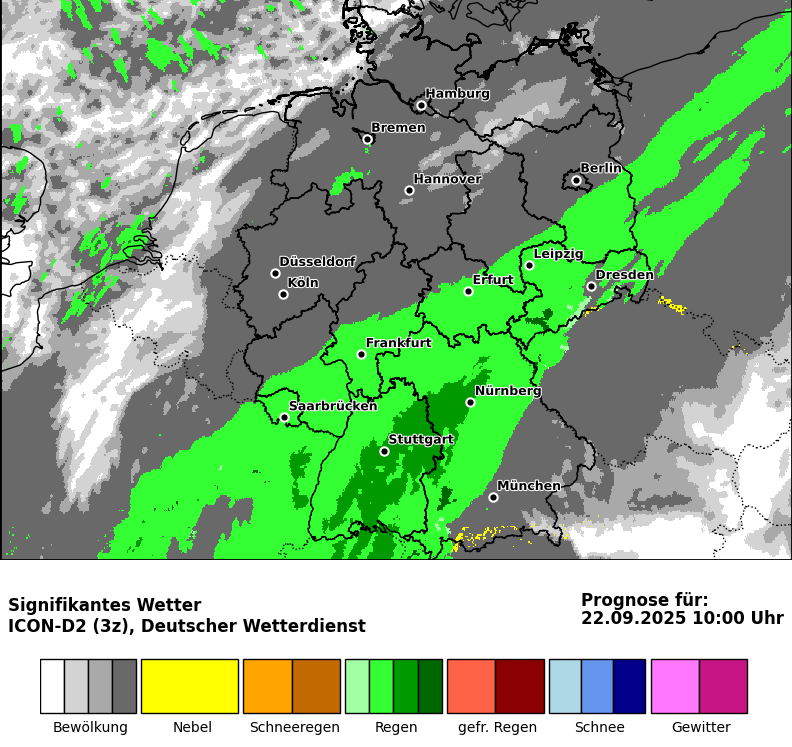 Hamburg
Bremen
Berlin
Hannover
Leipzig
Düsseldorf
Dresden
Köln
Erfurt
Frankfurt
Nürnberg
Saarbrücken
Stuttgart
München
Signifikantes Wetter
ICON-D2 (3z), Deutscher Wetterdienst
Prognose für:
22.09.2025 10:00 Uhr
Bewölkung
Nebel
Schneeregen
Regen
gefr. Regen
Schnee
Gewitter